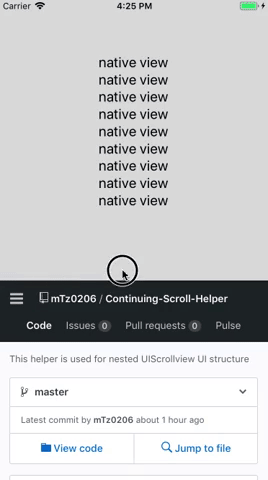 Carrier 4:25 PM
native view
native view
native view
native view
native view
native view
native view
native view
native view
mTz0206 / Continuing-Scroll-Helper
Code Issues 0 Pull requests 0 Pulse
This helper is used for nested UIScrollview UI structure
master
Latest commit by mTz0206 about 1 hour ago
View code Jump to file